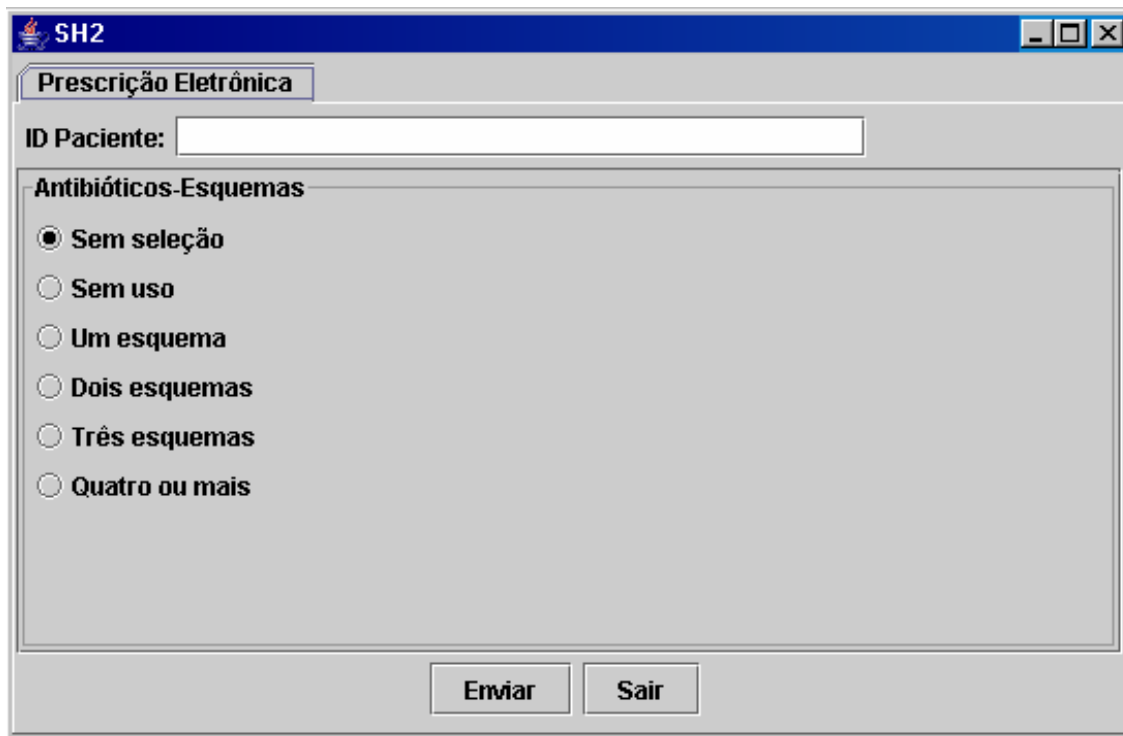 SH2
Prescrição Eletrônica
ID Paciente:
Antibióticos-Esquemas
Sem seleção
Sem uso
Um esquema
Dois esquemas
Três esquemas
Quatro ou mais
Enviar Sair